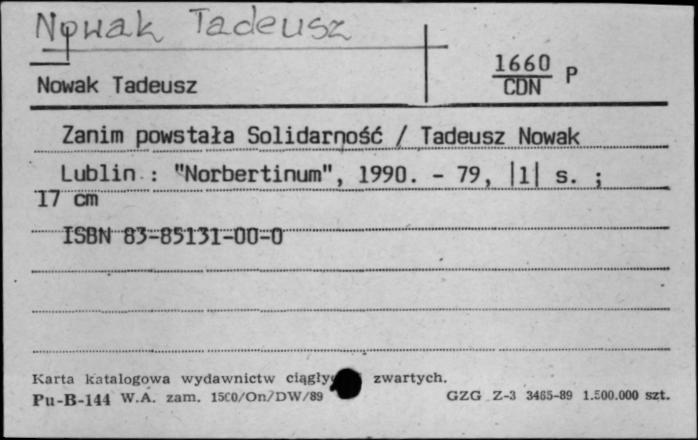 Nowak Tadeusz
1660 P
CDN
Nowak Tadeusz
Zanim powstała Solidarność / Tadeusz Nowak
Lublin : "Norbertinum", 1990. - 79, |1| s. ;
17 cm
ISBN 83-85131-00-0
Karta katalogowa wydawnictw zwartych.
Pu-B-144 W.A. zam. 1500/On/DW/89 GZG Z-3 3465-89 1.500.000 szt.